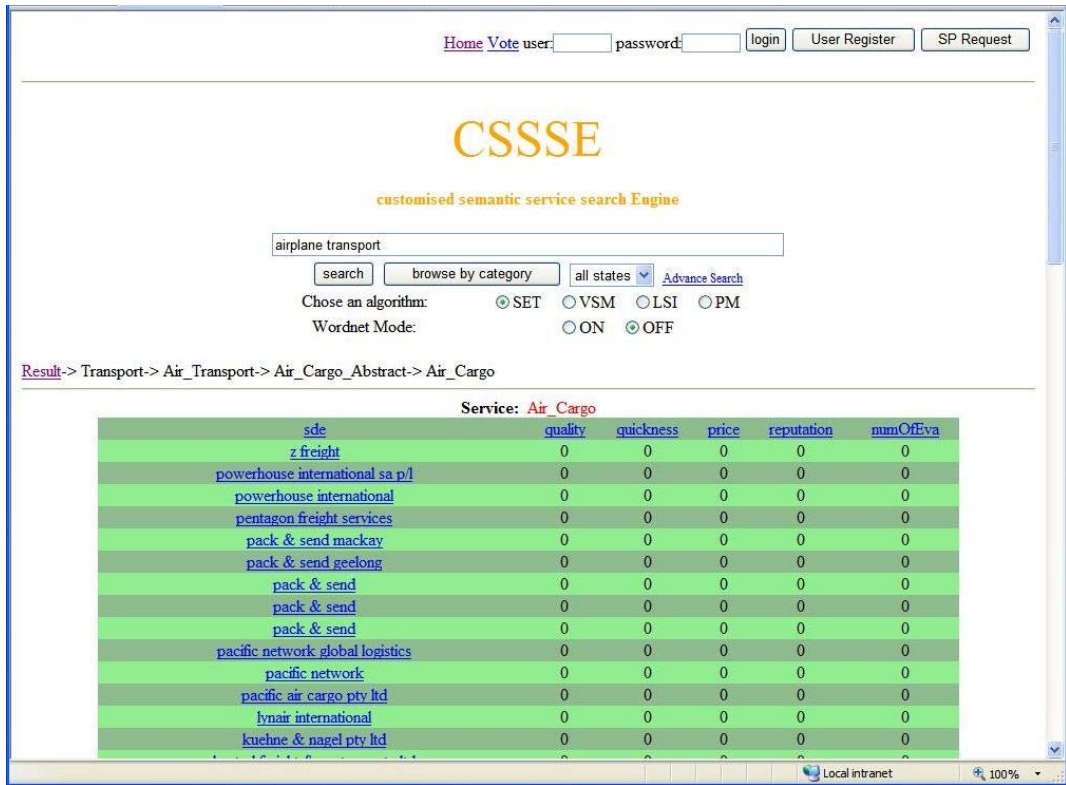 Home Vote user: password: login User Register SP Request
CSSSE
customised semantic service search Engine
airplane transport
search browse by category all states Advance Search
Chose an algorithm: SET VSM LSI PM
Wordnet Mode: ON OFF
Result-> Transport-> Air_Transport-> Air_Cargo_Abstract-> Air_Cargo
Service: Air_Cargo
sde quality quickness price reputation numOfEva
z freight 0 0 0 0 0
powerhouse international sa p/l 0 0 0 0 0
powerhouse international 0 0 0 0 0
pentagon freight services 0 0 0 0 0
pack & send mackay 0 0 0 0 0
pack & send geelong 0 0 0 0 0
pack & send 0 0 0 0 0
pack & send 0 0 0 0 0
pack & send 0 0 0 0 0
pacific network global logistics 0 0 0 0 0
pacific network 0 0 0 0 0
pacific air cargo pty ltd 0 0 0 0 0
lynair international 0 0 0 0 0
kuehne & nagel pty ltd 0 0 0 0 0
Local intranet 100%